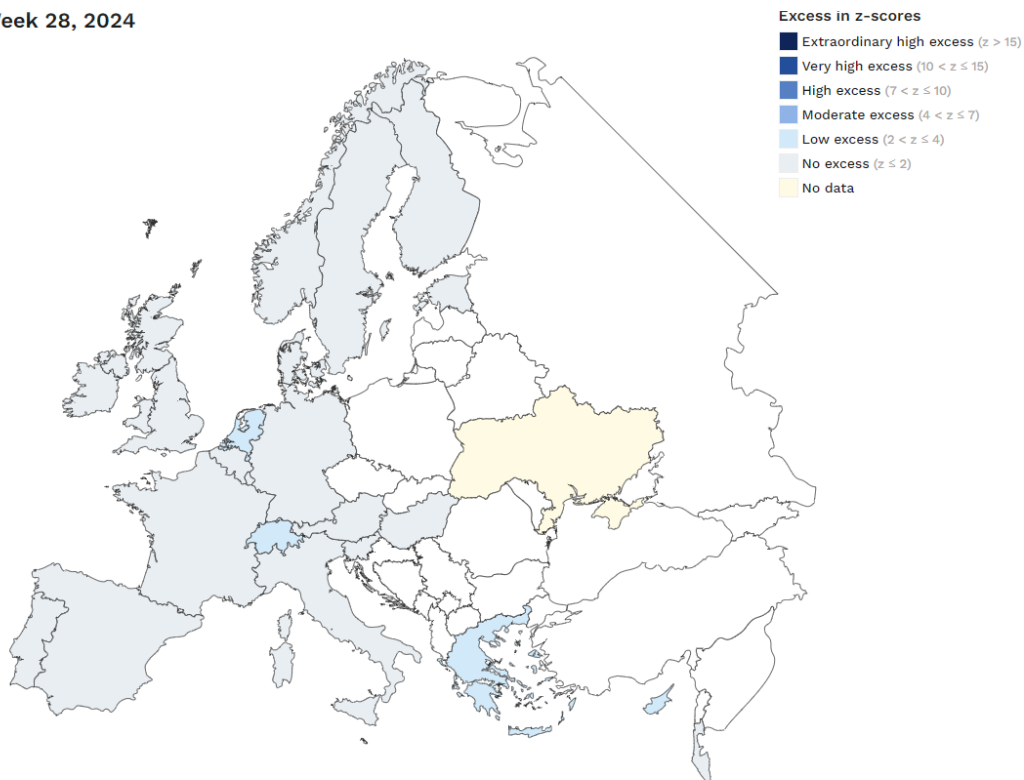 eek 28, 2024
Excess in z-scores
Extraordinary high excess (z > 15)
Very high excess (10 < z ≤ 15)
High excess (7 < z ≤ 10)
Moderate excess (4 < z ≤ 7)
Low excess (2 < z ≤ 4)
No excess (z ≤ 2)
No data